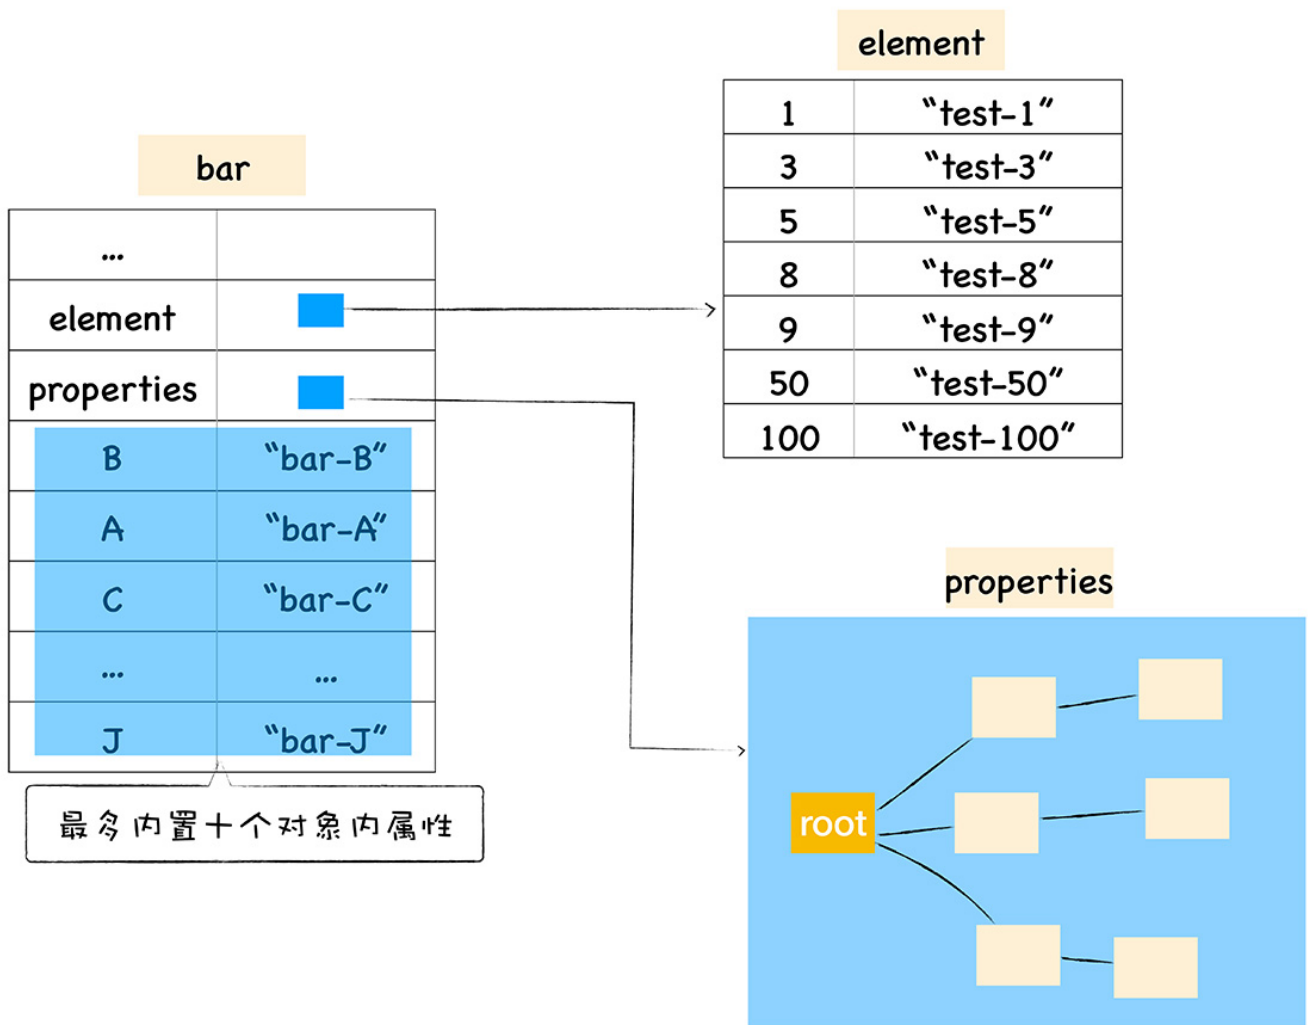 element
1 “test-1”
3 “test-3”
5 “test-5”
8 “test-8”
9 “test-9”
50 “test-50”
100 “test-100”
bar
...
element
properties
B “bar-B”
A “bar-A”
C “bar-C”
... ...
J “bar-J”
最多内置十个对象内属性
properties
root